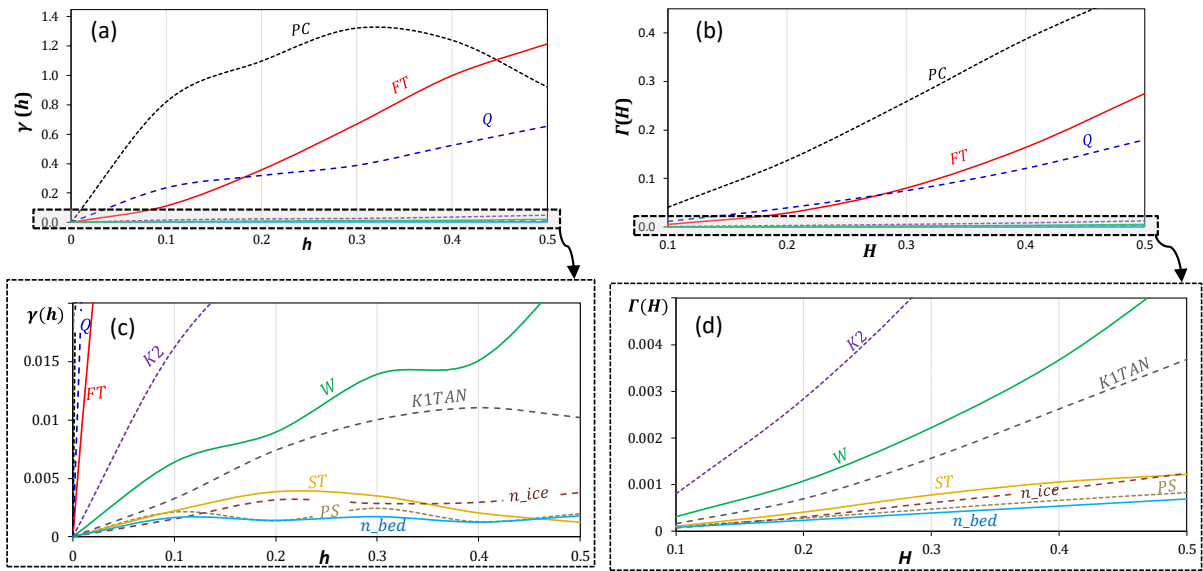 (a)
γ (h)
1.4
1.2
1.0
0.8
0.6
0.4
0.2
0.0
PC
FT
Q
0 0.1 0.2 0.3 0.4 0.5
h
(b)
Γ(H)
0.4
0.3
0.2
0.1
0.0
PC
FT
Q
0.1 0.2 0.3 0.4 0.5
H
(c)
γ(h)
0.015
0.01
0.005
0
Q
FT
K2
W
K1TAN
ST
n_ice
PS
n_bed
0 0.1 0.2 0.3 0.4 0.5
h
(d)
Γ(H)
0.004
0.003
0.002
0.001
0
K2
W
K1TAN
ST
n_ice
PS
n_bed
0.1 0.2 0.3 0.4 0.5
H